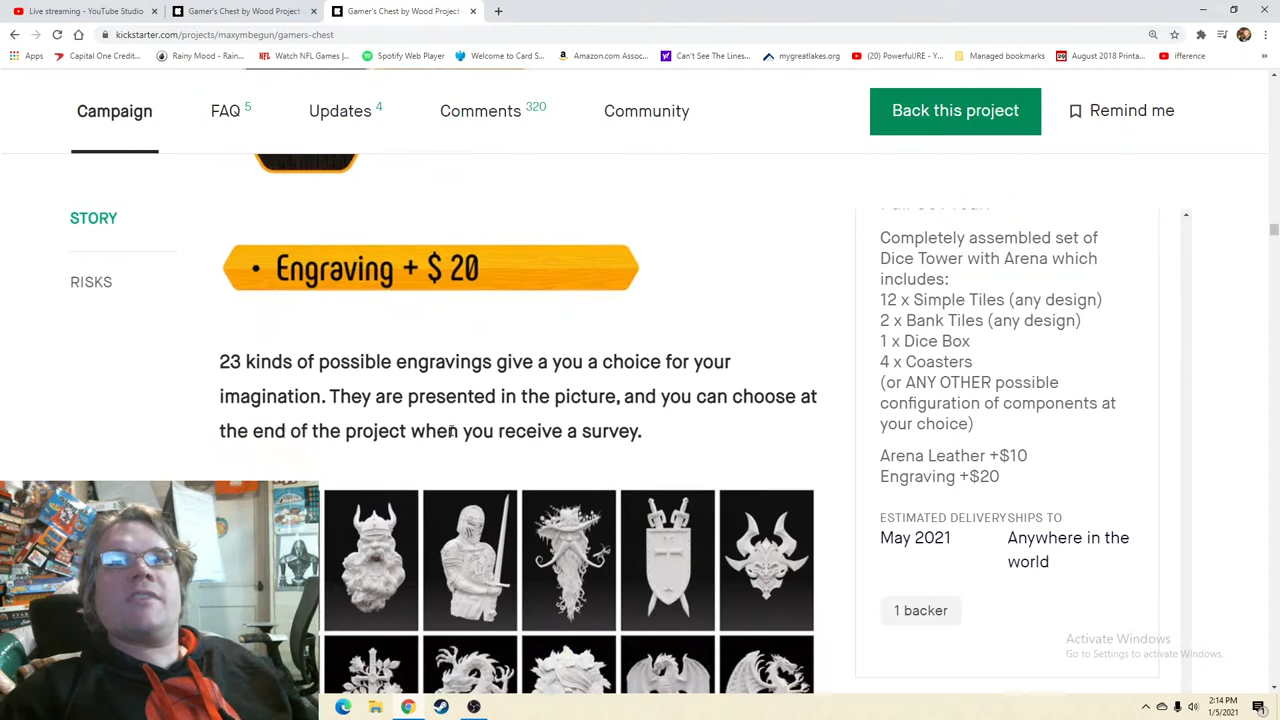 Live streaming - YouTube Studio
Gamer's Chest by Wood Project
Gamer's Chest by Wood Project
kickstarter.com/projects/maxymbegun/gamers-chest
Apps
Capital One Credit...
Rainy Mood - Rain...
Watch NFL Games |...
Spotify Web Player
Welcome to Card S...
Amazon.com Assoc...
Can't See The Lines...
mygreatlakes.org
(20) PowerfulJRE - Y...
Managed bookmarks
August 2018 Printa...
ifference
Campaign
FAQ 5
Updates 4
Comments 320
Community
Back this project
Remind me
STORY
RISKS
• Engraving + $ 20
23 kinds of possible engravings give a you a choice for your
imagination. They are presented in the picture, and you can choose at
the end of the project when you receive a survey.
Completely assembled set of
Dice Tower with Arena which
includes:
12 x Simple Tiles (any design)
2 x Bank Tiles (any design)
1 x Dice Box
4 x Coasters
(or ANY OTHER possible
configuration of components at
your choice)
Arena Leather +$10
Engraving +$20
ESTIMATED DELIVERY
May 2021
SHIPS TO
Anywhere in the
world
1 backer
Activate Windows
Go to Settings to activate Windows.
2:14 PM
1/5/2021